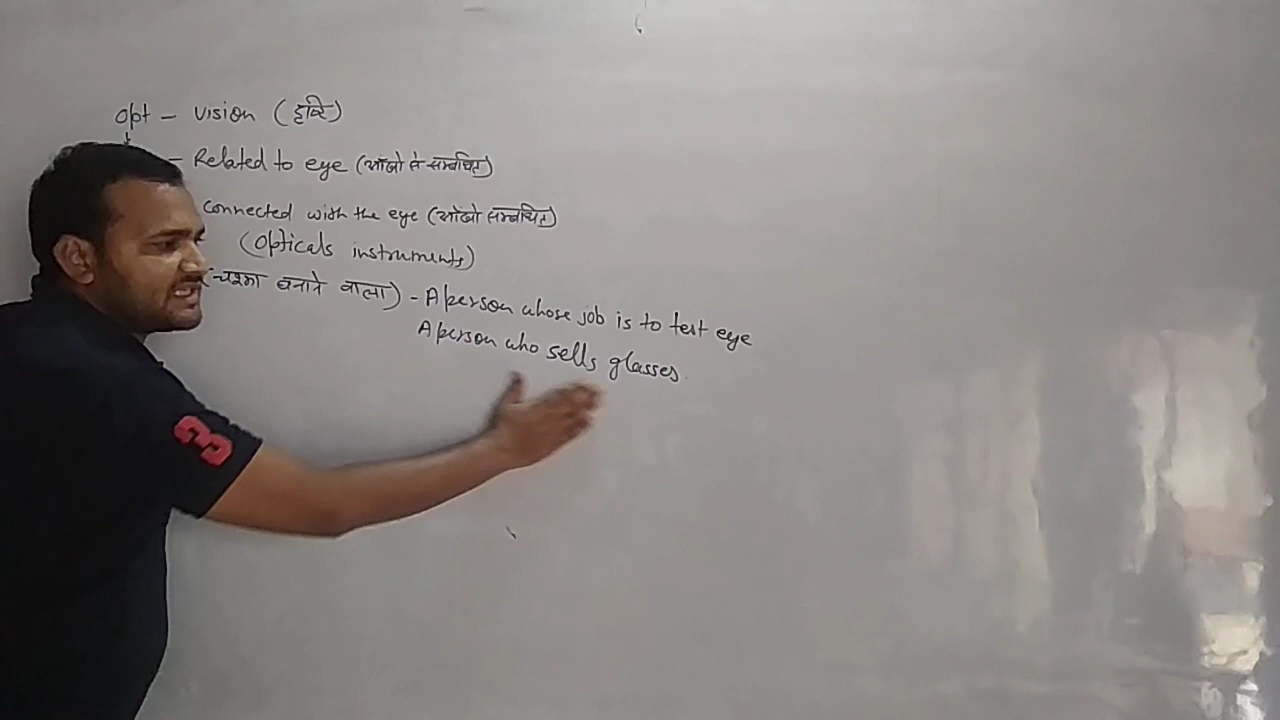 opt - vision (दृष्टि)
- Related to eye (आँखो से सम्बंधित)
connected with the eye (आँखो सम्बंधित)
(Opticals instruments)
(चश्मा बनाने वाला) - A person whose job is to test eye
A person who sells glasses.
3